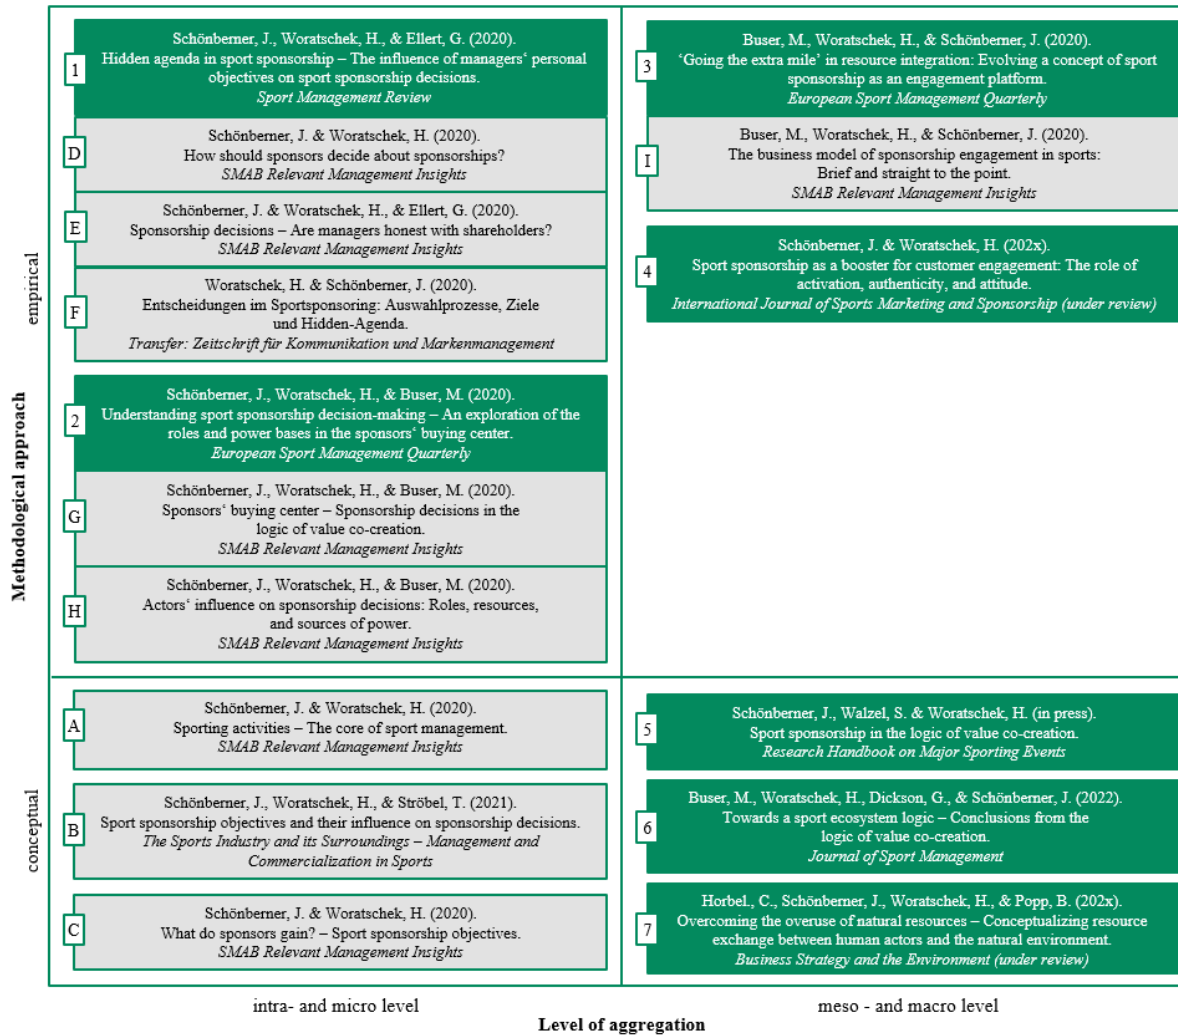 Methodological approach
empirical
1
Schönberner, J., Woratschek, H., & Ellert, G. (2020).
Hidden agenda in sport sponsorship – The influence of managers‘ personal
objectives on sport sponsorship decisions.
Sport Management Review
D
Schönberner, J. & Woratschek, H. (2020).
How should sponsors decide about sponsorships?
SMAB Relevant Management Insights
E
Schönberner, J. & Woratschek, H., & Ellert, G. (2020).
Sponsorship decisions – Are managers honest with shareholders?
SMAB Relevant Management Insights
F
Woratschek, H. & Schönberner, J. (2020).
Entscheidungen im Sportsponsoring: Auswahlprozesse, Ziele
und Hidden-Agenda.
Transfer: Zeitschrift für Kommunikation und Markenmanagement
2
Schönberner, J., Woratschek, H., & Buser, M. (2020).
Understanding sport sponsorship decision-making – An exploration of the
roles and power bases in the sponsors‘ buying center.
European Sport Management Quarterly
G
Schönberner, J., Woratschek, H., & Buser, M. (2020).
Sponsors‘ buying center – Sponsorship decisions in the
logic of value co-creation.
SMAB Relevant Management Insights
H
Schönberner, J., Woratschek, H., & Buser, M. (2020).
Actors‘ influence on sponsorship decisions: Roles, resources,
and sources of power.
SMAB Relevant Management Insights
3
Buser, M., Woratschek, H., & Schönberner, J. (2020).
‘Going the extra mile’ in resource integration: Evolving a concept of sport
sponsorship as an engagement platform.
European Sport Management Quarterly
I
Buser, M., Woratschek, H., & Schönberner, J. (2020).
The business model of sponsorship engagement in sports:
Brief and straight to the point.
SMAB Relevant Management Insights
4
Schönberner, J. & Woratschek, H. (202x).
Sport sponsorship as a booster for customer engagement: The role of
activation, authenticity, and attitude.
International Journal of Sports Marketing and Sponsorship (under review)
conceptual
A
Schönberner, J. & Woratschek, H. (2020).
Sporting activities – The core of sport management.
SMAB Relevant Management Insights
B
Schönberner, J., Woratschek, H., & Ströbel, T. (2021).
Sport sponsorship objectives and their influence on sponsorship decisions.
The Sports Industry and its Surroundings – Management and
Commercialization in Sports
C
Schönberner, J. & Woratschek, H. (2020).
What do sponsors gain? – Sport sponsorship objectives.
SMAB Relevant Management Insights
5
Schönberner, J., Walzel, S. & Woratschek, H. (in press).
Sport sponsorship in the logic of value co-creation.
Research Handbook on Major Sporting Events
6
Buser, M., Woratschek, H., Dickson, G., & Schönberner, J. (2022).
Towards a sport ecosystem logic – Conclusions from the
logic of value co-creation.
Journal of Sport Management
7
Horbel., C., Schönberner, J., Woratschek, H., & Popp, B. (202x).
Overcoming the overuse of natural resources – Conceptualizing resource
exchange between human actors and the natural environment.
Business Strategy and the Environment (under review)
intra- and micro level
meso - and macro level
Level of aggregation